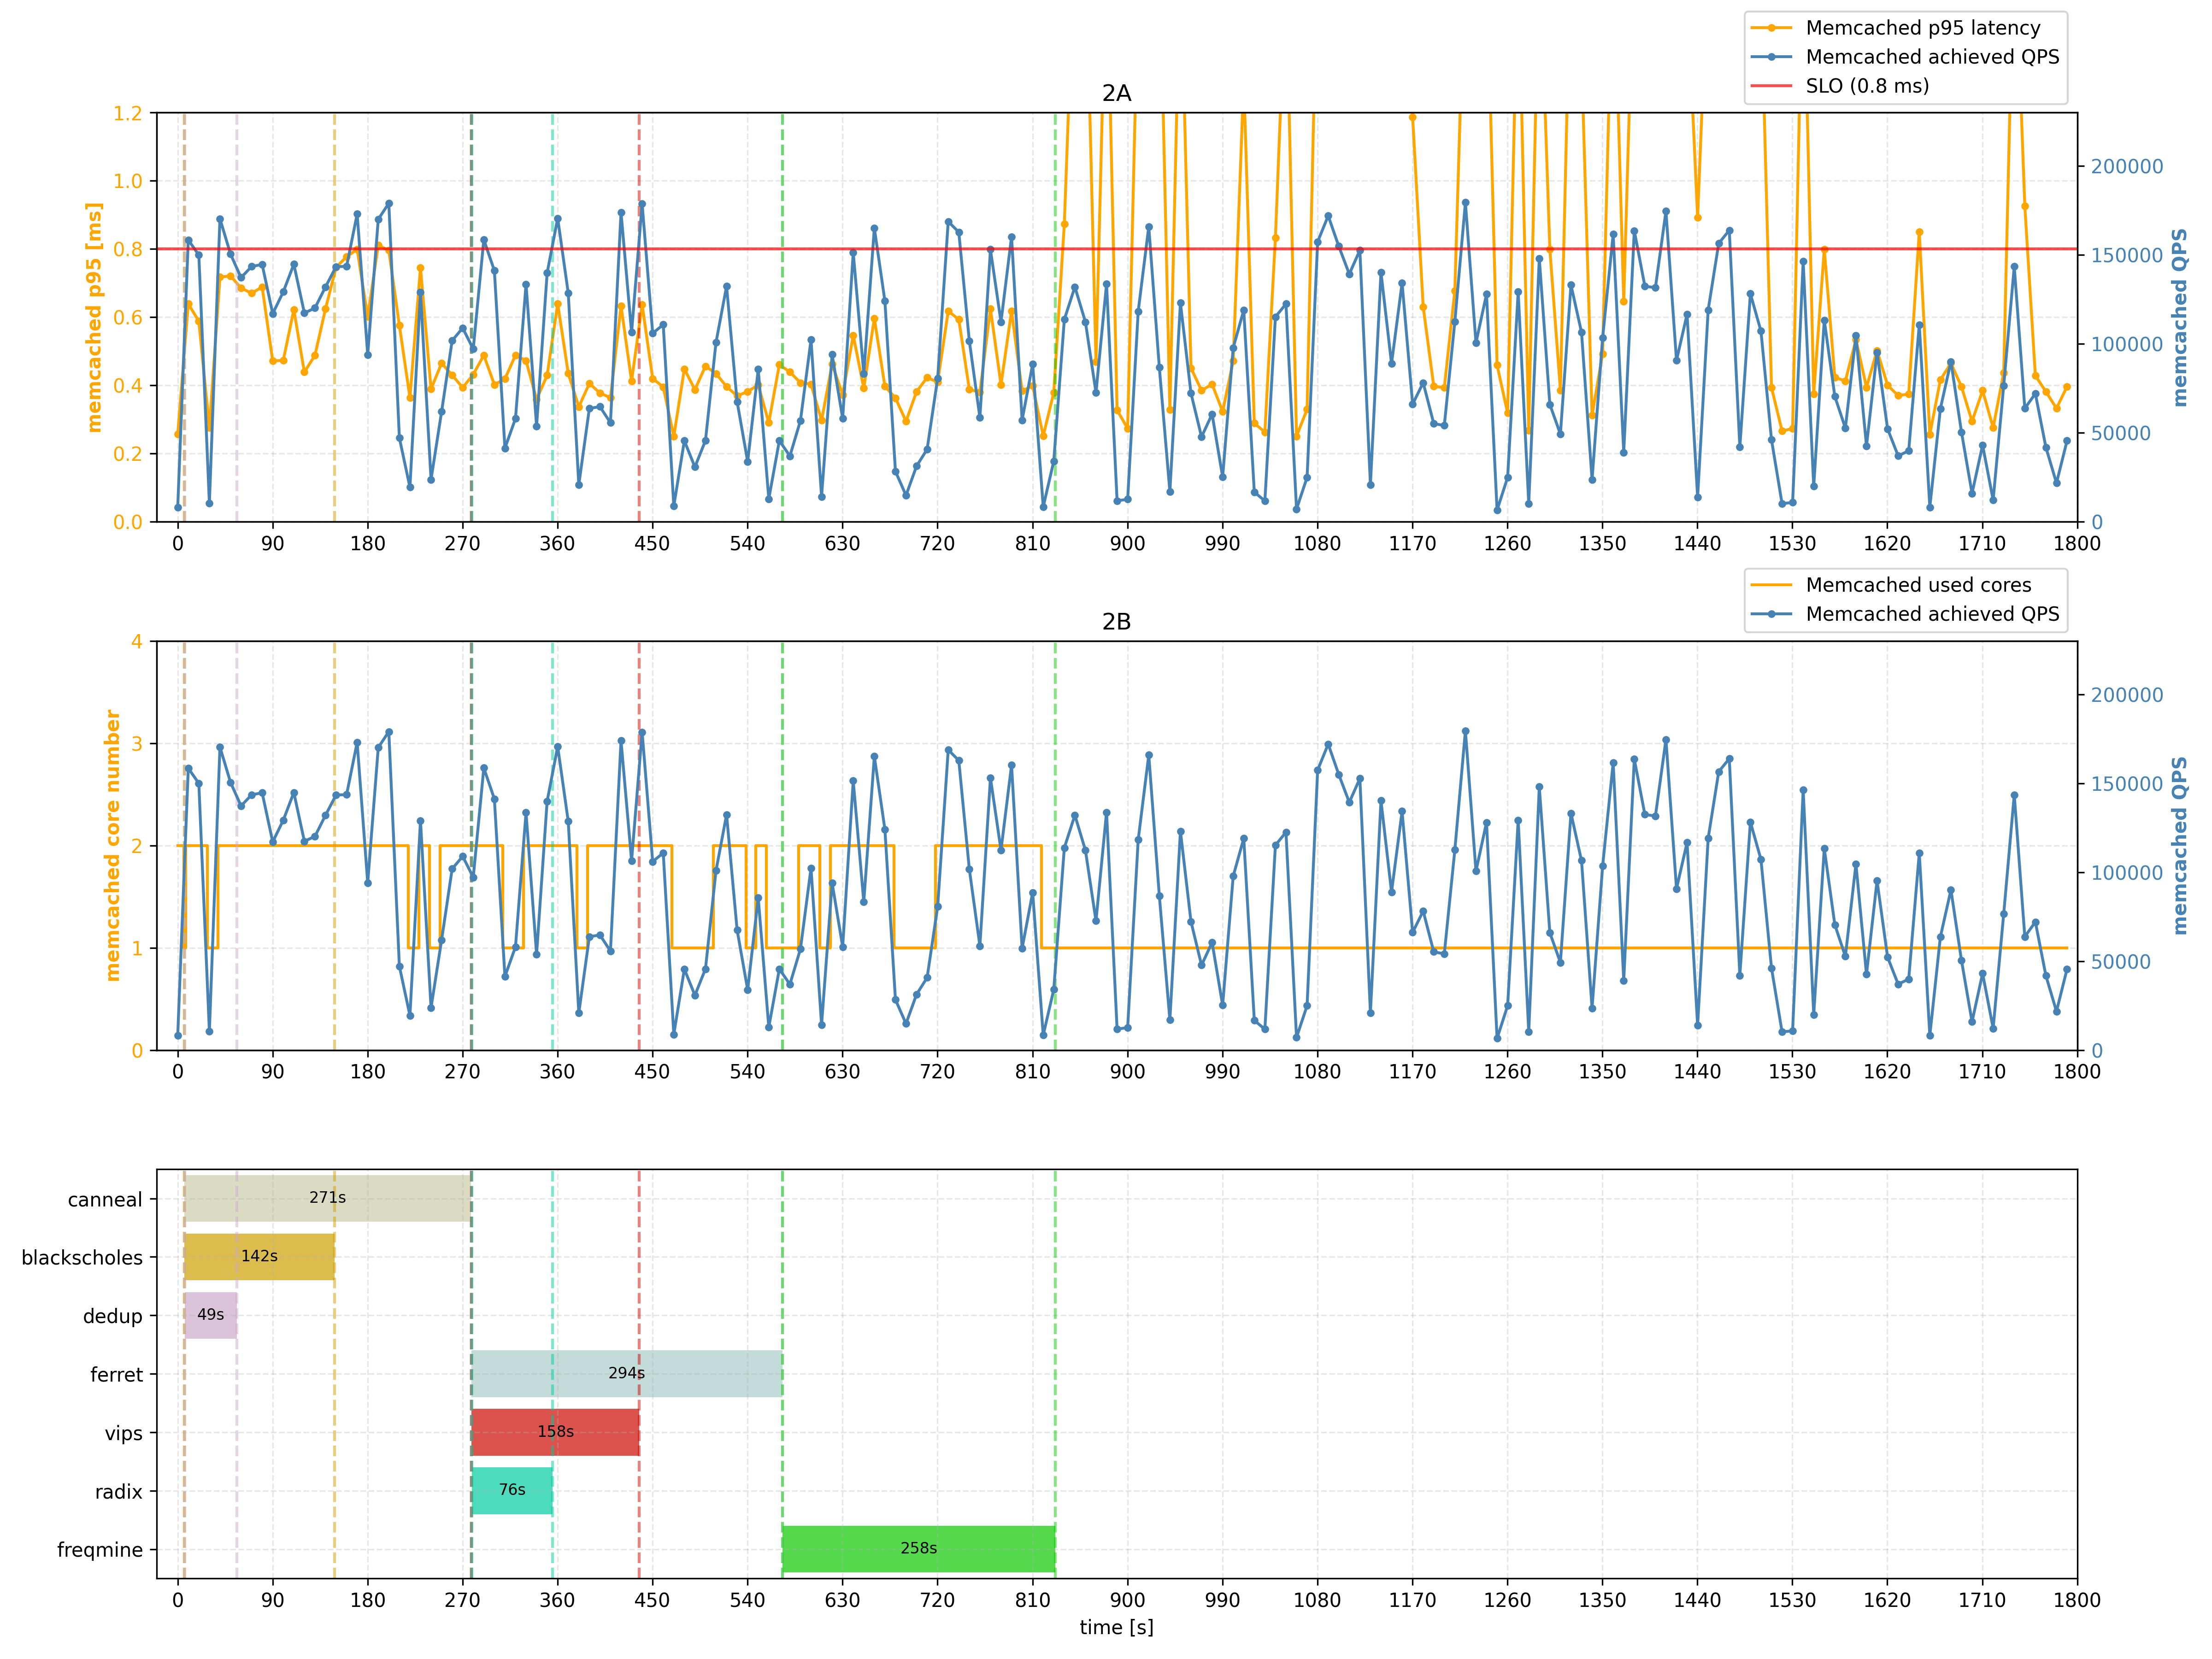 Memcached p95 latency
Memcached achieved QPS
SLO (0.8 ms)
2A
1.2
1.0
0.8
0.6
0.4
0.2
0.0
memcached p95 [ms]
200000
150000
100000
50000
0
memcached QPS
0 90 180 270 360 450 540 630 720 810 900 990 1080 1170 1260 1350 1440 1530 1620 1710 1800
Memcached used cores
Memcached achieved QPS
2B
4
3
2
1
0
memcached core number
200000
150000
100000
50000
0
memcached QPS
0 90 180 270 360 450 540 630 720 810 900 990 1080 1170 1260 1350 1440 1530 1620 1710 1800
canneal 271s
blackscholes 142s
dedup 49s
ferret 294s
vips 158s
radix 76s
freqmine 258s
0 90 180 270 360 450 540 630 720 810 900 990 1080 1170 1260 1350 1440 1530 1620 1710 1800
time [s]